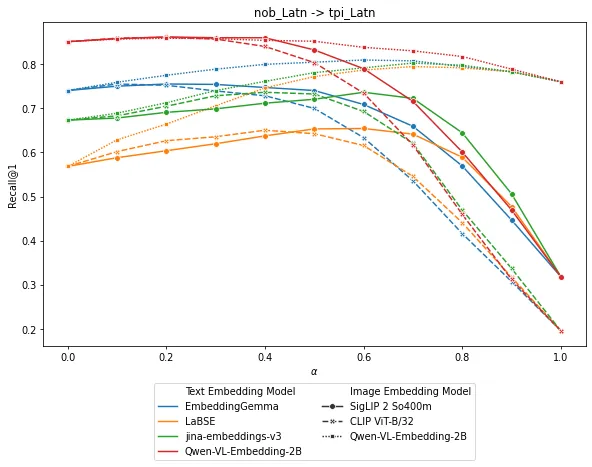 nob_Latn -> tpi_Latn
Recall@1
0.8
0.7
0.6
0.5
0.4
0.3
0.2
0.0
0.2
0.4
0.6
0.8
1.0
α
Text Embedding Model
EmbeddingGemma
LaBSE
jina-embeddings-v3
Qwen-VL-Embedding-2B
Image Embedding Model
SigLIP 2 So400m
CLIP ViT-B/32
Qwen-VL-Embedding-2B